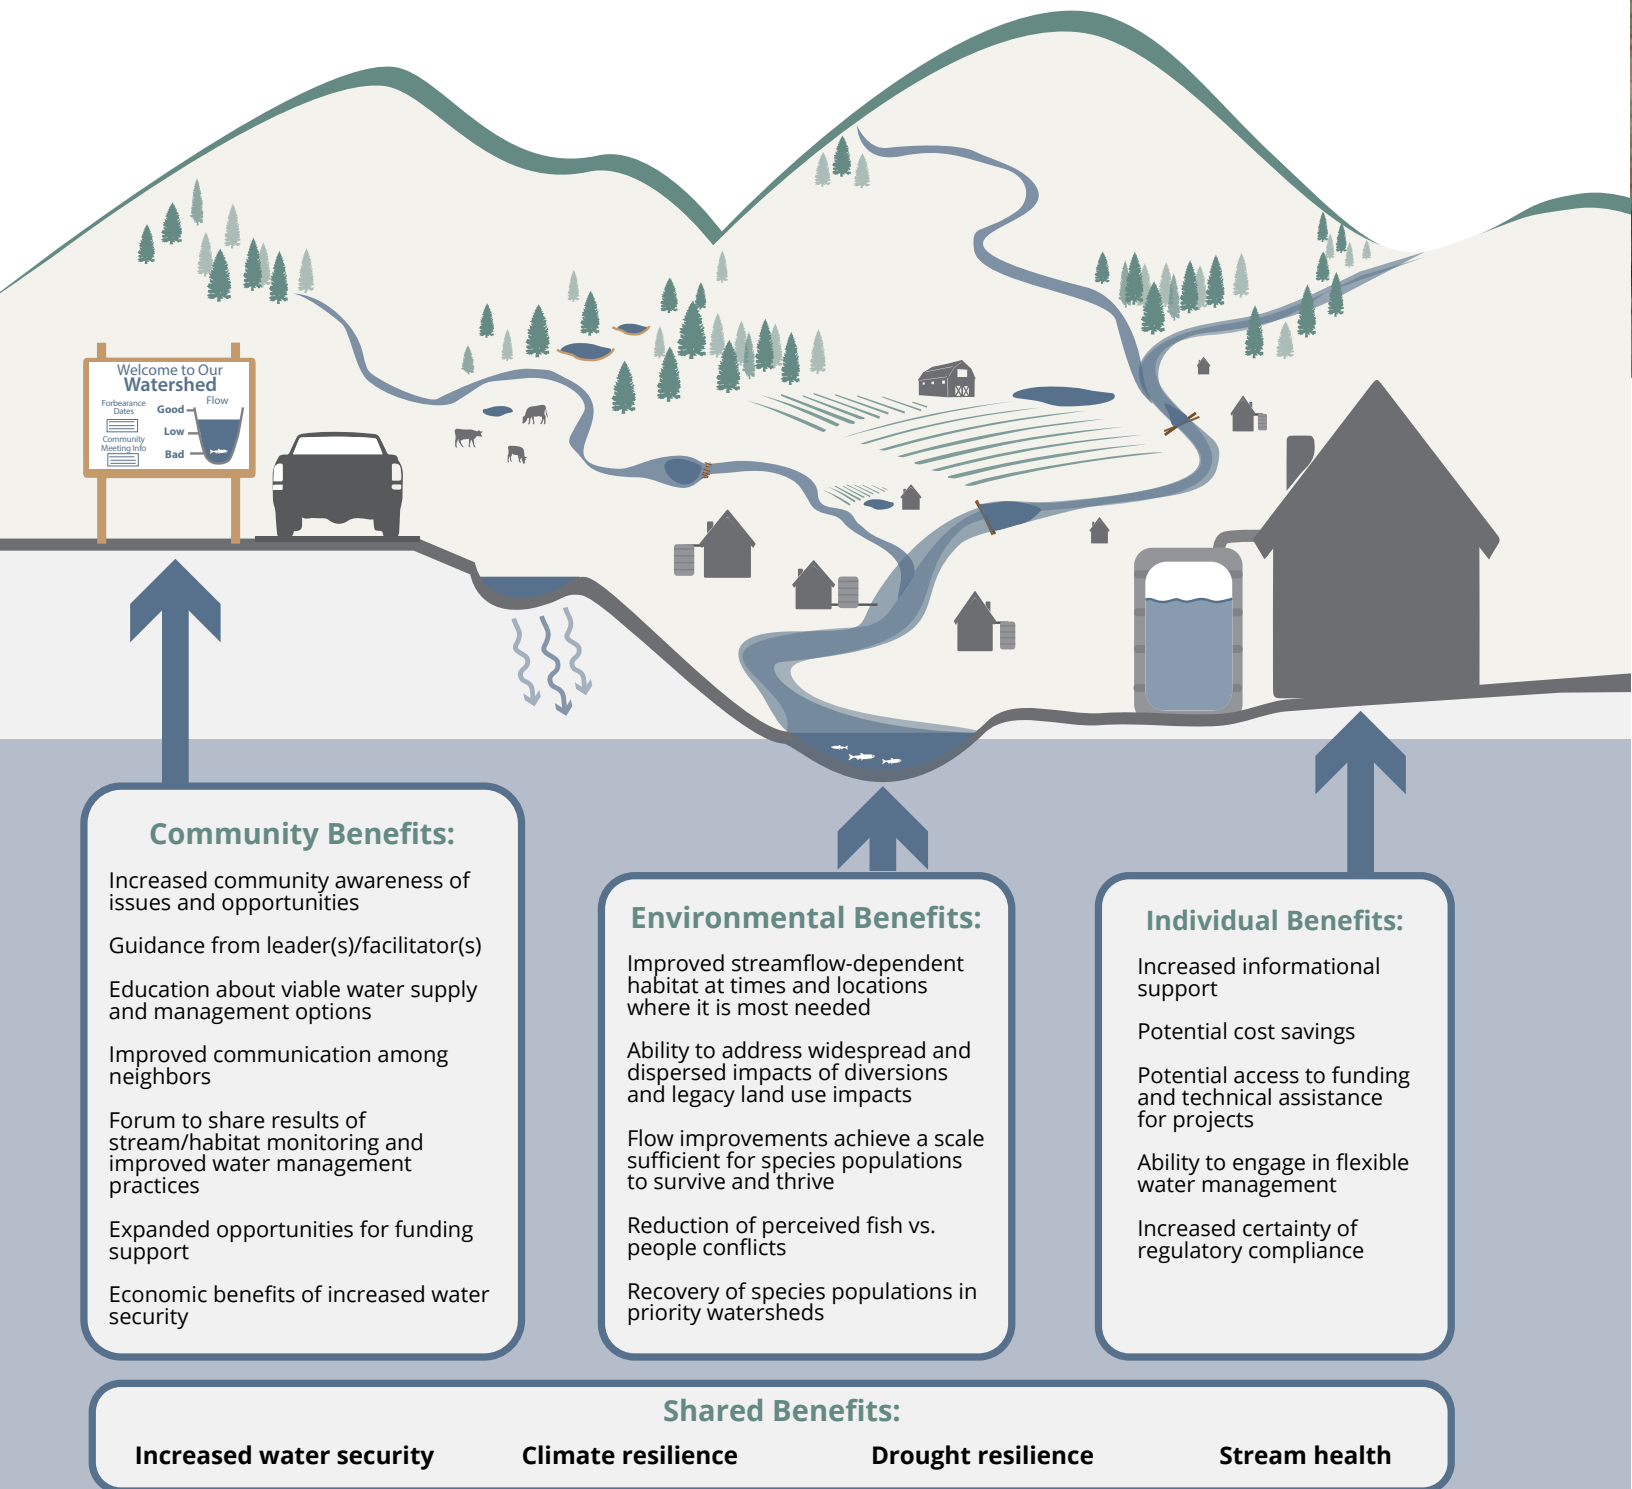 Welcome to Our
Watershed
Forbearance
Dates
Community
Meeting Info
Flow
Good
Low
Bad
Community Benefits:
Increased community awareness of
issues and opportunities
Guidance from leader(s)/facilitator(s)
Education about viable water supply
and management options
Improved communication among
neighbors
Forum to share results of
stream/habitat monitoring and
improved water management
practices
Expanded opportunities for funding
support
Economic benefits of increased water
security
Environmental Benefits:
Improved streamflow-dependent
habitat at times and locations
where it is most needed
Ability to address widespread and
dispersed impacts of diversions
and legacy land use impacts
Flow improvements achieve a scale
sufficient for species populations
to survive and thrive
Reduction of perceived fish vs.
people conflicts
Recovery of species populations in
priority watersheds
Individual Benefits:
Increased informational
support
Potential cost savings
Potential access to funding
and technical assistance
for projects
Ability to engage in flexible
water management
Increased certainty of
regulatory compliance
Shared Benefits:
Increased water security Climate resilience Drought resilience Stream health